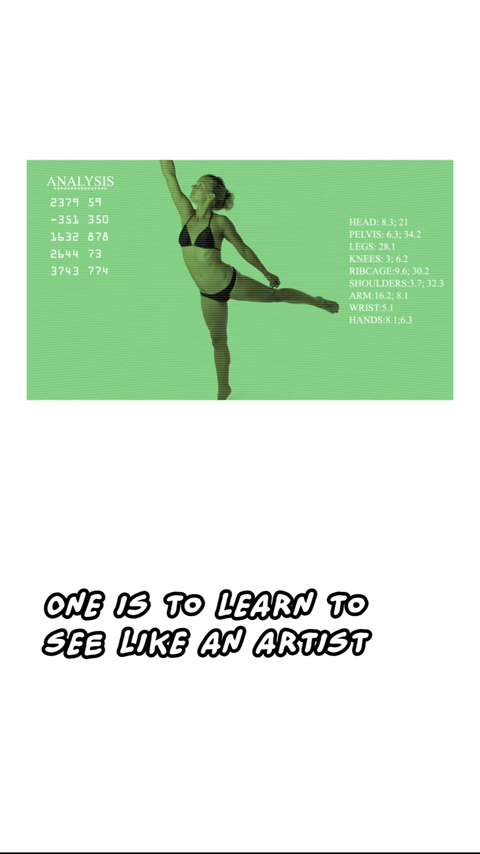 ANALYSIS
2379 59
-351 350
1632 878
2644 73
3743 774
HEAD: 8.3; 21
PELVIS: 6.3; 34.2
LEGS: 28.1
KNEES: 3; 6.2
RIBCAGE:9.6; 30.2
SHOULDERS:3.7; 32.3
ARM:16.2; 8.1
WRIST:5.1
HANDS:8.1;6.3
ONE IS TO LEARN TO
SEE LIKE AN ARTIST